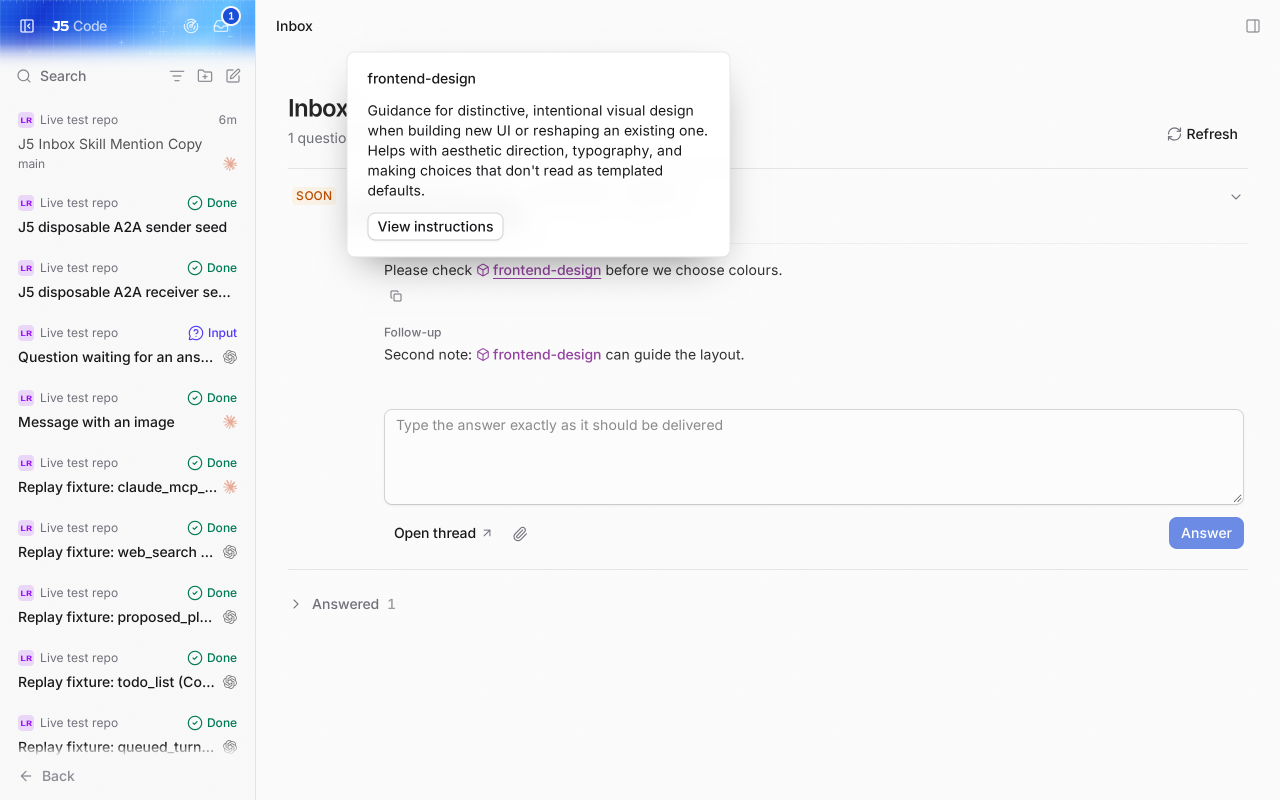 J5 Code
1
Search
LR Live test repo 6m
J5 Inbox Skill Mention Copy
main
LR Live test repo Done
J5 disposable A2A sender seed
LR Live test repo Done
J5 disposable A2A receiver se...
LR Live test repo Input
Question waiting for an ans...
LR Live test repo Done
Message with an image
LR Live test repo Done
Replay fixture: claude_mcp_...
LR Live test repo Done
Replay fixture: web_search ...
LR Live test repo Done
Replay fixture: proposed_pl...
LR Live test repo Done
Replay fixture: todo_list (Co...
LR Live test repo Done
Replay fixture: queued_turn...
Back
Inbox
Inbox
1 questio
Refresh
SOON
frontend-design
Guidance for distinctive, intentional visual design
when building new UI or reshaping an existing one.
Helps with aesthetic direction, typography, and
making choices that don't read as templated
defaults.
View instructions
Please check frontend-design before we choose colours.
Follow-up
Second note: frontend-design can guide the layout.
Type the answer exactly as it should be delivered
Open thread
Answer
Answered 1